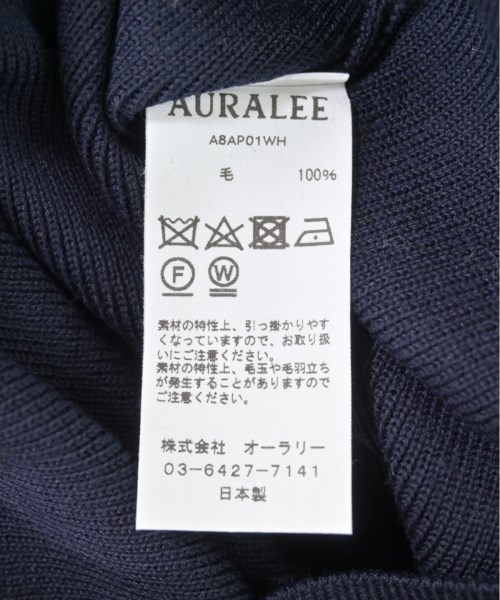 AURALEE
A8AP01WH
毛 100%
F W
素材の特性上、引っ掛かりやす
くなっていますので、お取り扱
いにご注意ください。
素材の特性上、毛玉や毛羽立ち
が発生することがありますので
ご注意ください。
株式会社 オーラリー
03-6427-7141
日本製